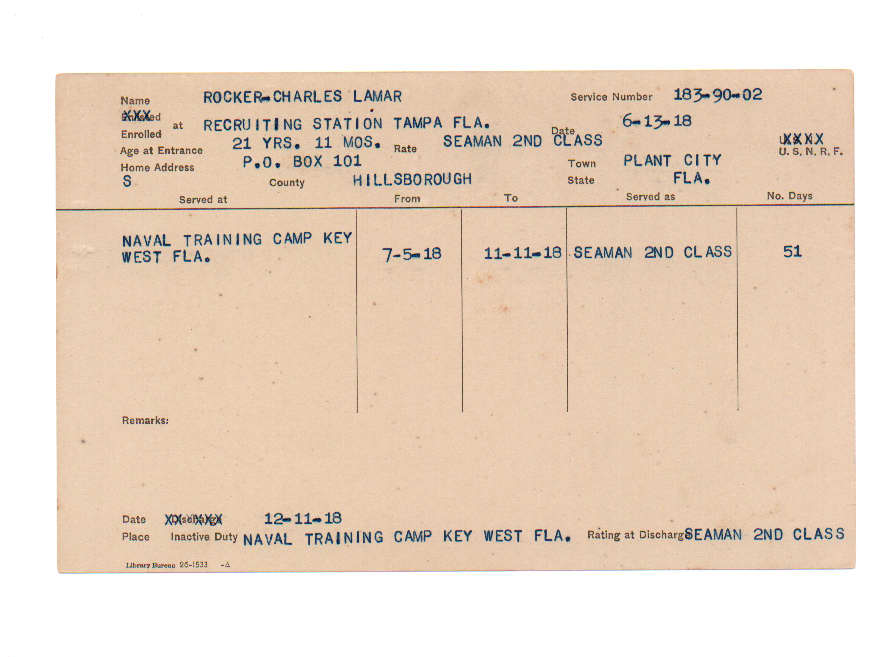 Name ROCKER-CHARLES LAMAR Service Number 183-90-02
Enrolled at RECRUITING STATION TAMPA FLA. Date 6-13-18
Age at Entrance 21 YRS. 11 MOS. Rate SEAMAN 2ND CLASS U. S. N. R. F.
Home Address P.O. BOX 101 Town PLANT CITY
S County HILLSBOROUGH State FLA.
Served at From To Served as No. Days
NAVAL TRAINING CAMP KEY
WEST FLA. 7-5-18 11-11-18 SEAMAN 2ND CLASS 51
Remarks:
Date 12-11-18
Place Inactive Duty NAVAL TRAINING CAMP KEY WEST FLA. Rating at Discharge SEAMAN 2ND CLASS
Library Bureau 26-1533 -A